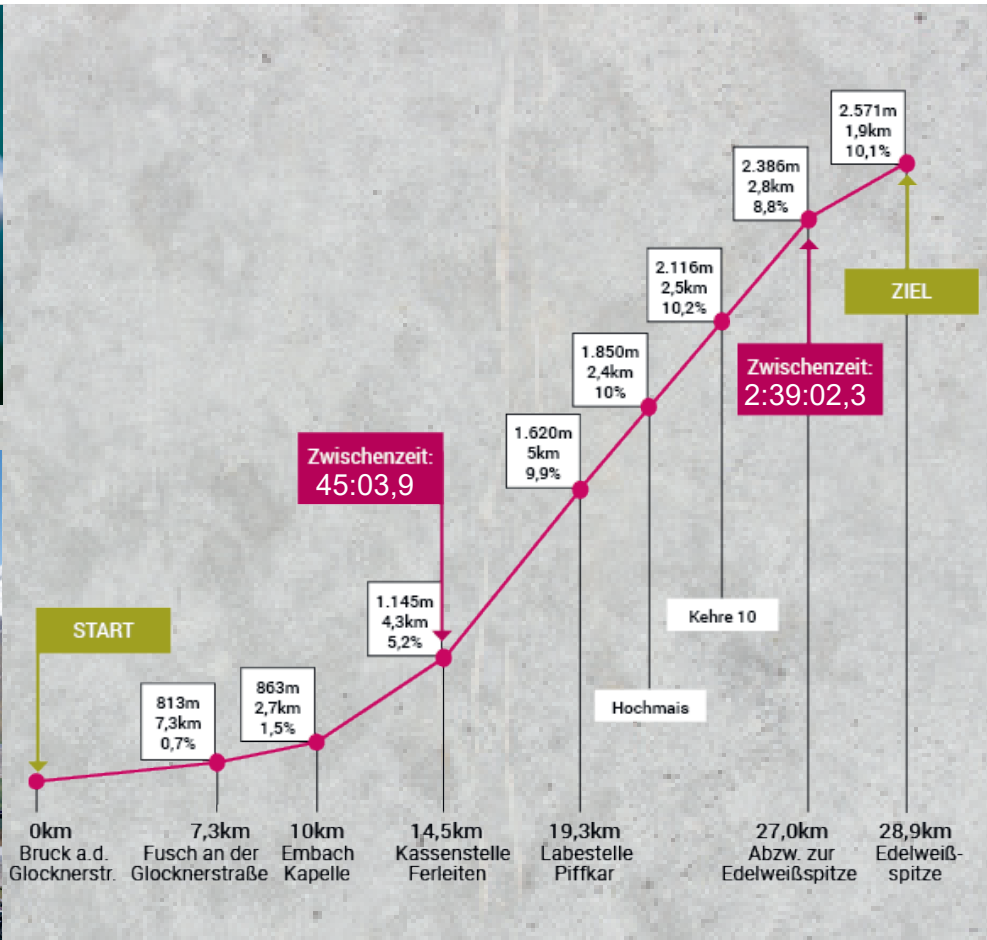 2.571m
1,9km
10,1%
2.386m
2,8km
8,8%
2.116m
2,5km
10,2%
ZIEL
1.850m
2,4km
10%
Zwischenzeit:
2:39:02,3
1.620m
5km
9,9%
Zwischenzeit:
45:03,9
1.145m
4,3km
5,2%
START
Kehre 10
813m
7,3km
0,7%
863m
2,7km
1,5%
Hochmais
0km
Bruck a.d.
Glocknerstr.
7,3km
Fusch an der
Glocknerstraße
10km
Embach
Kapelle
14,5km
Kassenstelle
Ferleiten
19,3km
Labestelle
Piffkar
27,0km
Abzw. zur
Edelweißspitze
28,9km
Edelweiß-
spitze